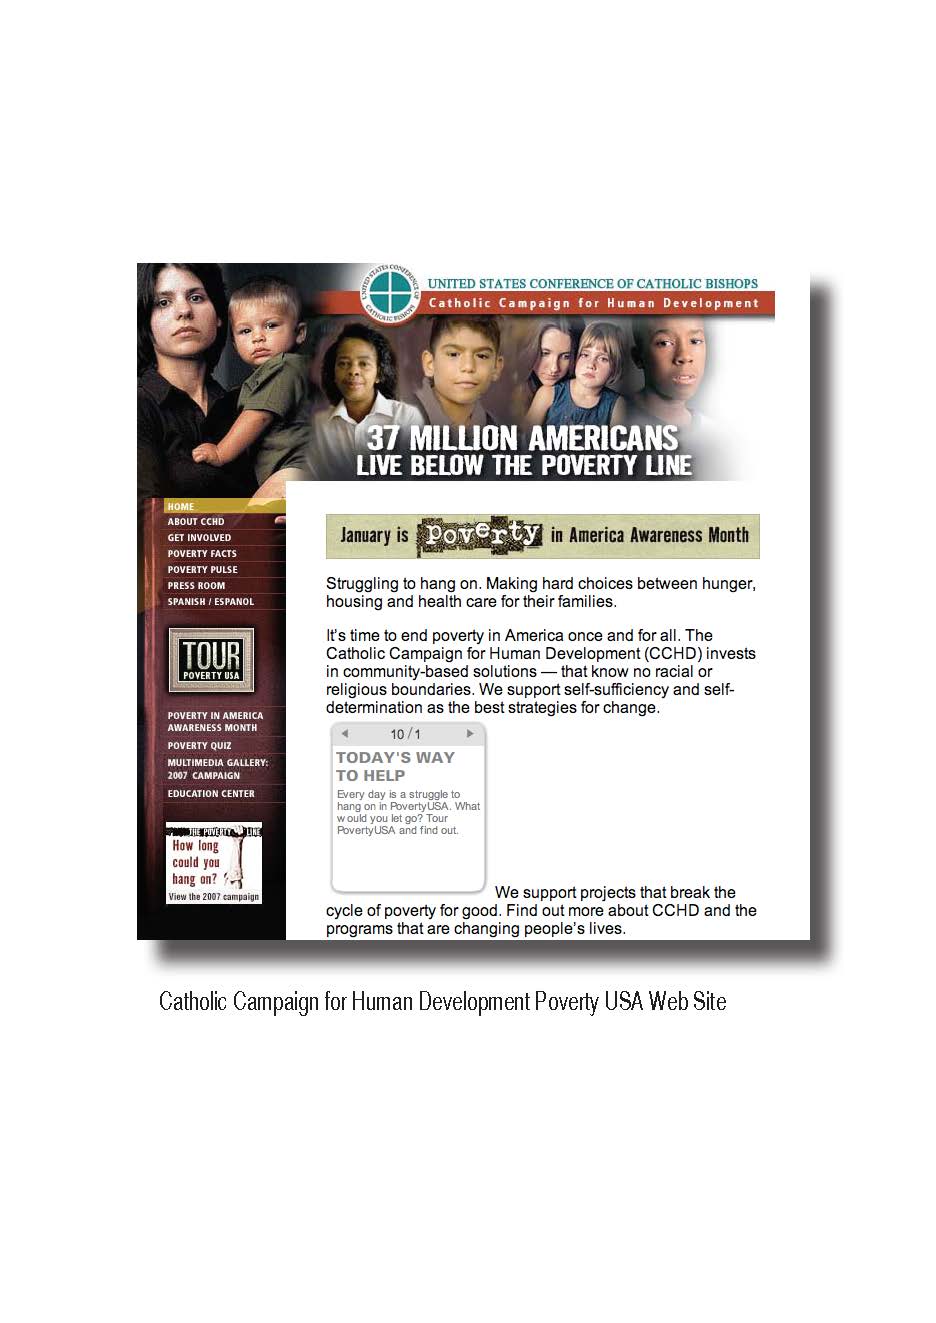 UNITED STATES CONFERENCE OF CATHOLIC BISHOPS
UNITED STATES CONFERENCE OF CATHOLIC BISHOPS
Catholic Campaign for Human Development
37 MILLION AMERICANS
LIVE BELOW THE POVERTY LINE
HOME
ABOUT CCHD
GET INVOLVED
POVERTY FACTS
POVERTY PULSE
PRESS ROOM
SPANISH / ESPANOL
TOUR
POVERTY USA
POVERTY IN AMERICA
AWARENESS MONTH
POVERTY QUIZ
MULTIMEDIA GALLERY:
2007 CAMPAIGN
EDUCATION CENTER
THE POVERTY LINE
How long
could you
hang on?
View the 2007 campaign
January is poverty in America Awareness Month
Struggling to hang on. Making hard choices between hunger,
housing and health care for their families.
It's time to end poverty in America once and for all. The
Catholic Campaign for Human Development (CCHD) invests
in community-based solutions — that know no racial or
religious boundaries. We support self-sufficiency and self-
determination as the best strategies for change.
10/1
TODAY'S WAY
TO HELP
Every day is a struggle to
hang on in PovertyUSA. What
would you let go? Tour
PovertyUSA and find out.
We support projects that break the
cycle of poverty for good. Find out more about CCHD and the
programs that are changing people's lives.
Catholic Campaign for Human Development Poverty USA Web Site